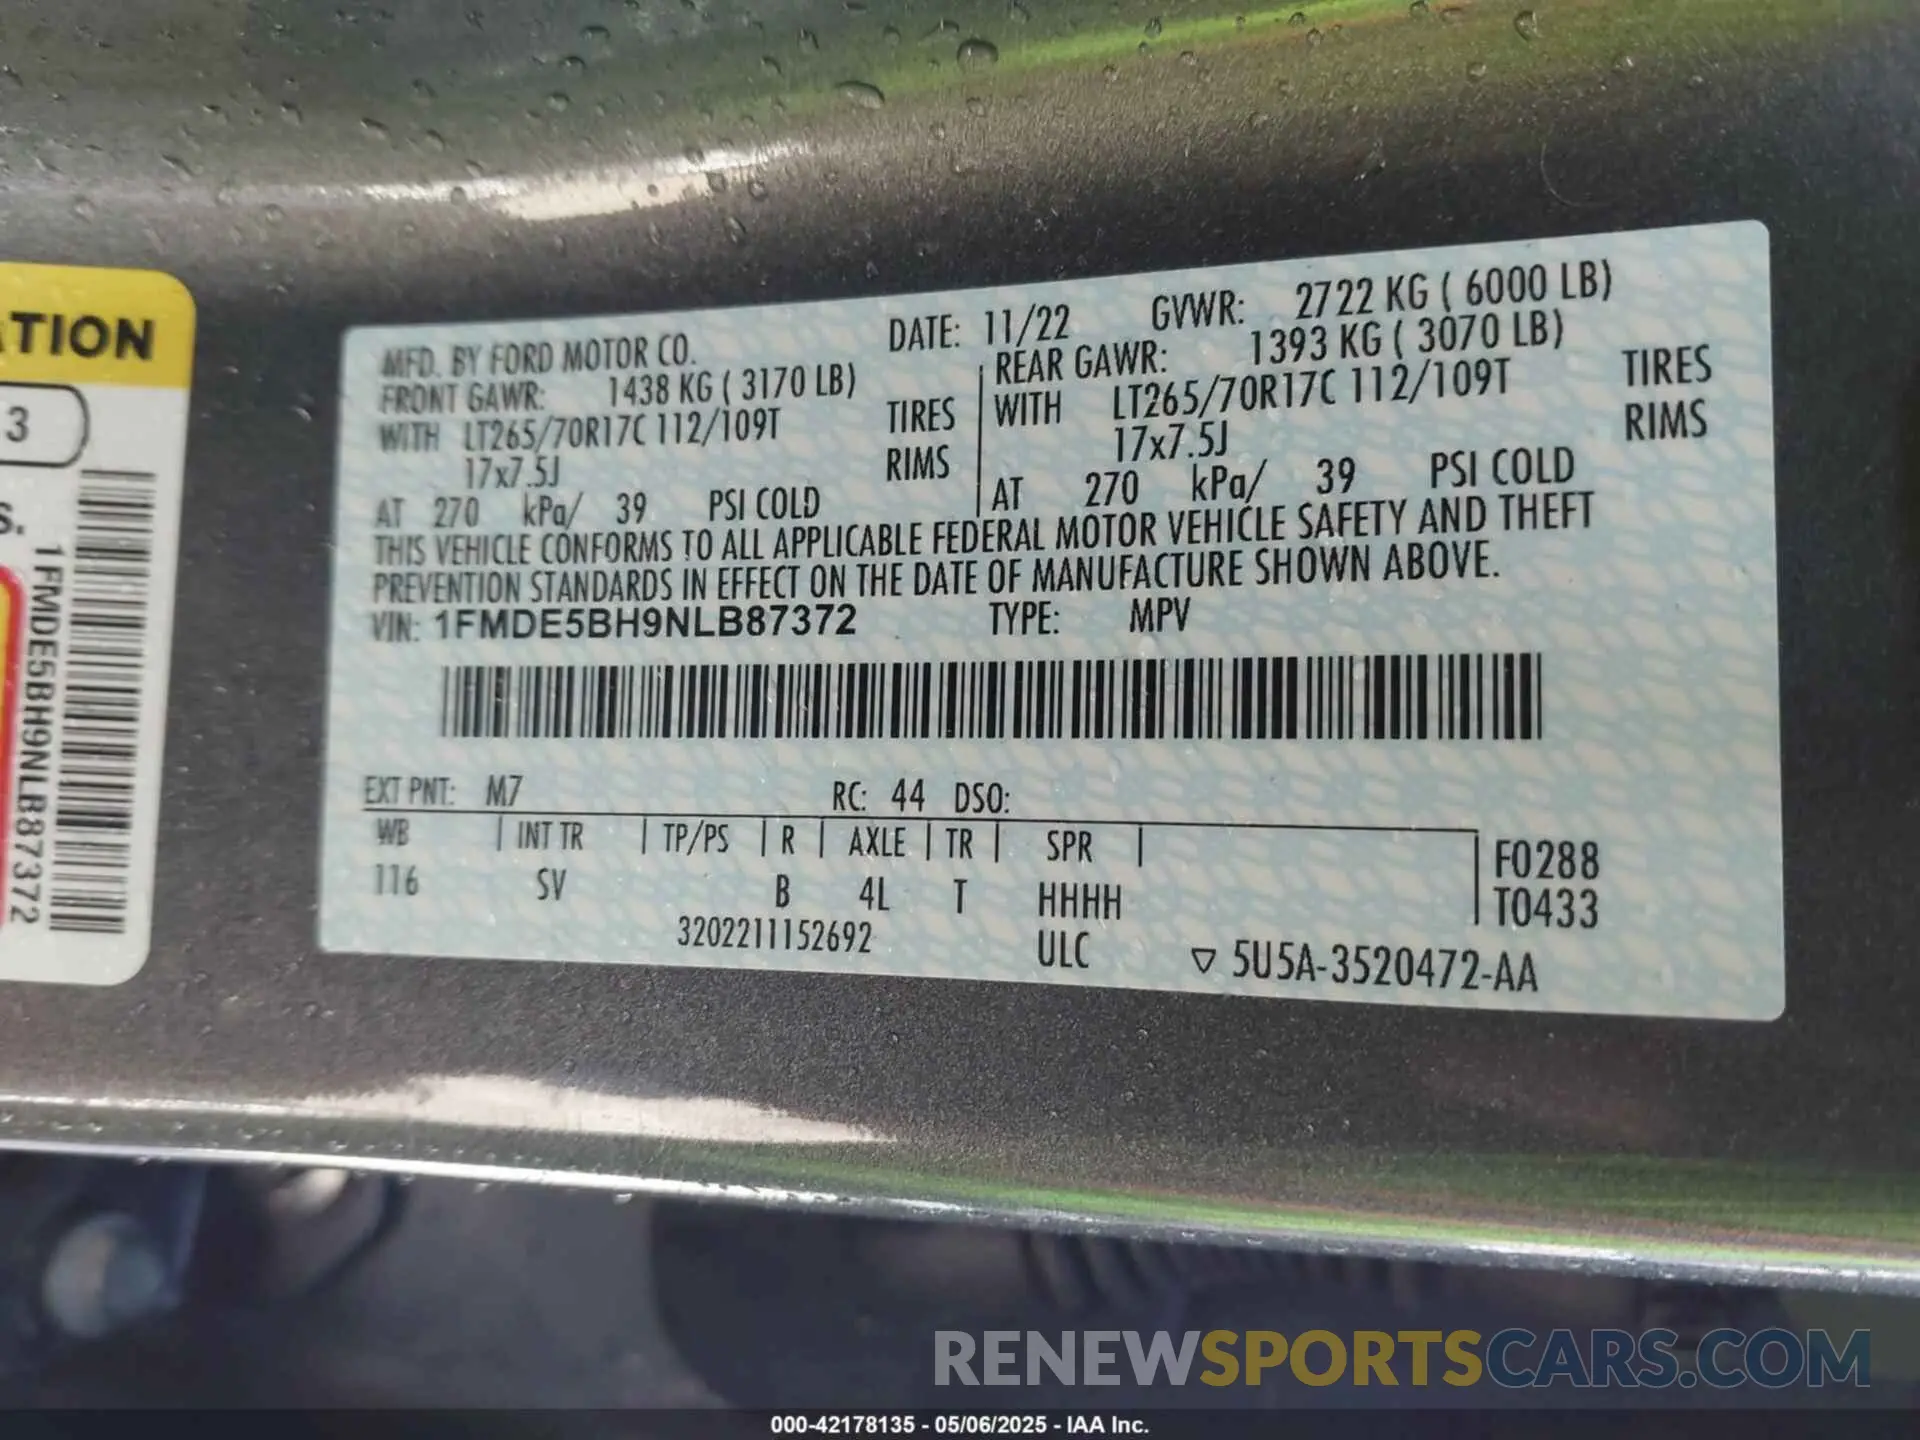 ATION
3
S.
1FMDE5BH9NLB87372
MFD. BY FORD MOTOR CO. DATE: 11/22 GVWR: 2722 KG ( 6000 LB)
FRONT GAWR: 1438 KG ( 3170 LB) REAR GAWR: 1393 KG ( 3070 LB)
WITH LT265/70R17C 112/109T TIRES WITH LT265/70R17C 112/109T TIRES
17x7.5J RIMS 17x7.5J RIMS
AT 270 kPa/ 39 PSI COLD AT 270 kPa/ 39 PSI COLD
THIS VEHICLE CONFORMS TO ALL APPLICABLE FEDERAL MOTOR VEHICLE SAFETY AND THEFT
PREVENTION STANDARDS IN EFFECT ON THE DATE OF MANUFACTURE SHOWN ABOVE.
VIN: 1FMDE5BH9NLB87372 TYPE: MPV
EXT PNT: M7 RC: 44 DSO:
WB INT TR TP/PS R AXLE TR SPR F0288
116 SV B 4L T HHHH T0433
3202211152692 ULC ▽ 5U5A-3520472-AA
RENEWSPORTSCARS.COM
000-42178135 - 05/06/2025 - IAA Inc.